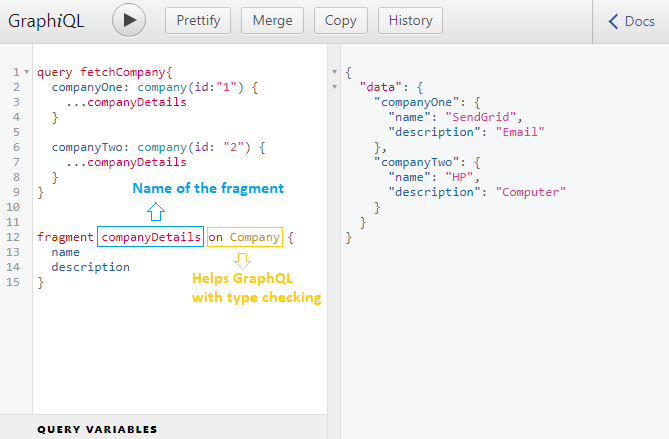 GraphiQL Prettify Merge Copy History Docs
1 query fetchCompany{
2 companyOne: company(id:"1") {
3 ...companyDetails
4 }
5
6 companyTwo: company(id: "2") {
7 ...companyDetails
8 }
9 }
Name of the fragment
10
11
12 fragment companyDetails on Company {
13 name
14 description
15 }
Helps GraphQL
with type checking
QUERY VARIABLES
{
"data": {
"companyOne": {
"name": "SendGrid",
"description": "Email"
},
"companyTwo": {
"name": "HP",
"description": "Computer"
}
}
}